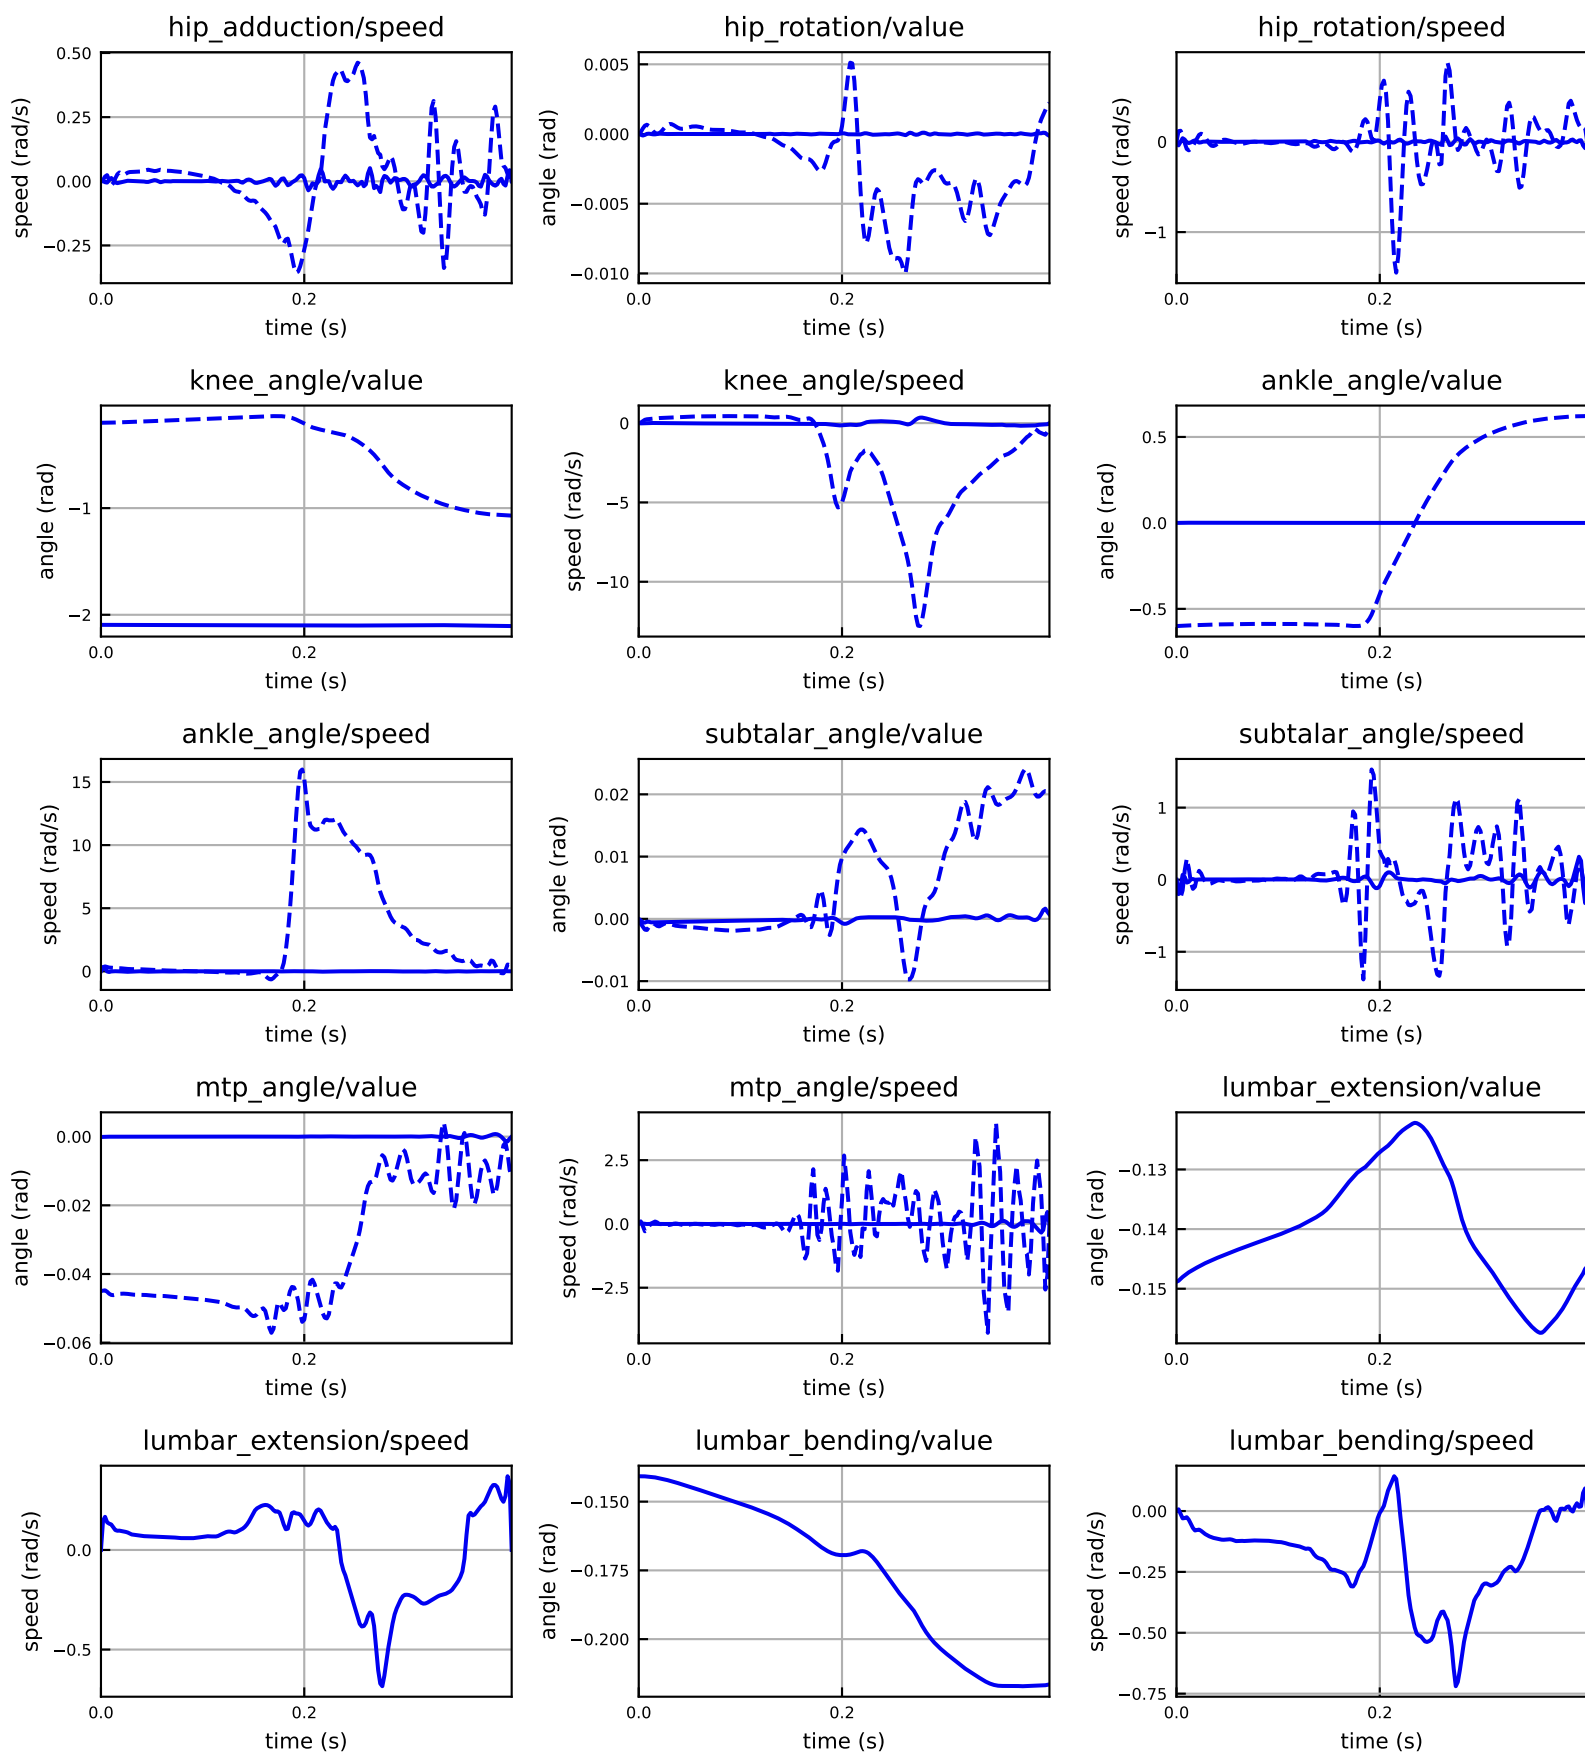 hip_adduction/speed
speed (rad/s)
0.50
0.25
0.00
−0.25
0.0
0.2
time (s)
hip_rotation/value
angle (rad)
0.005
0.000
−0.005
−0.010
0.0
0.2
time (s)
hip_rotation/speed
speed (rad/s)
0
−1
0.0
0.2
time (s)
knee_angle/value
angle (rad)
−1
−2
0.0
0.2
time (s)
knee_angle/speed
speed (rad/s)
0
−5
−10
0.0
0.2
time (s)
ankle_angle/value
angle (rad)
0.5
0.0
−0.5
0.0
0.2
time (s)
ankle_angle/speed
speed (rad/s)
15
10
5
0
0.0
0.2
time (s)
subtalar_angle/value
angle (rad)
0.02
0.01
0.00
−0.01
0.0
0.2
time (s)
subtalar_angle/speed
speed (rad/s)
1
0
−1
0.0
0.2
time (s)
mtp_angle/value
angle (rad)
0.00
−0.02
−0.04
−0.06
0.0
0.2
time (s)
mtp_angle/speed
speed (rad/s)
2.5
0.0
−2.5
0.0
0.2
time (s)
lumbar_extension/value
angle (rad)
−0.13
−0.14
−0.15
0.0
0.2
time (s)
lumbar_extension/speed
speed (rad/s)
0.0
−0.5
0.0
0.2
time (s)
lumbar_bending/value
angle (rad)
−0.150
−0.175
−0.200
0.0
0.2
time (s)
lumbar_bending/speed
speed (rad/s)
0.00
−0.25
−0.50
−0.75
0.0
0.2
time (s)